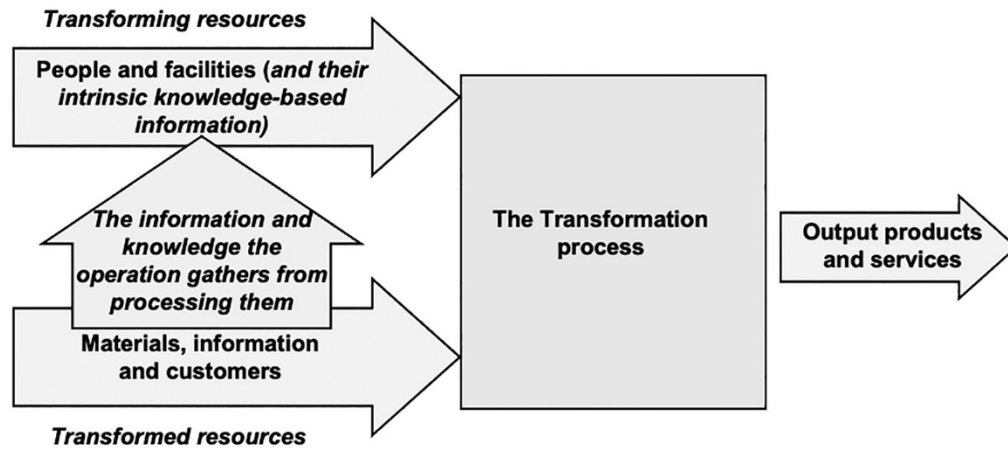 Transforming resources
People and facilities (and their
intrinsic knowledge-based
information)
The information and
knowledge the
operation gathers from
processing them
Materials, information
and customers
Transformed resources
The Transformation
process
Output products
and services